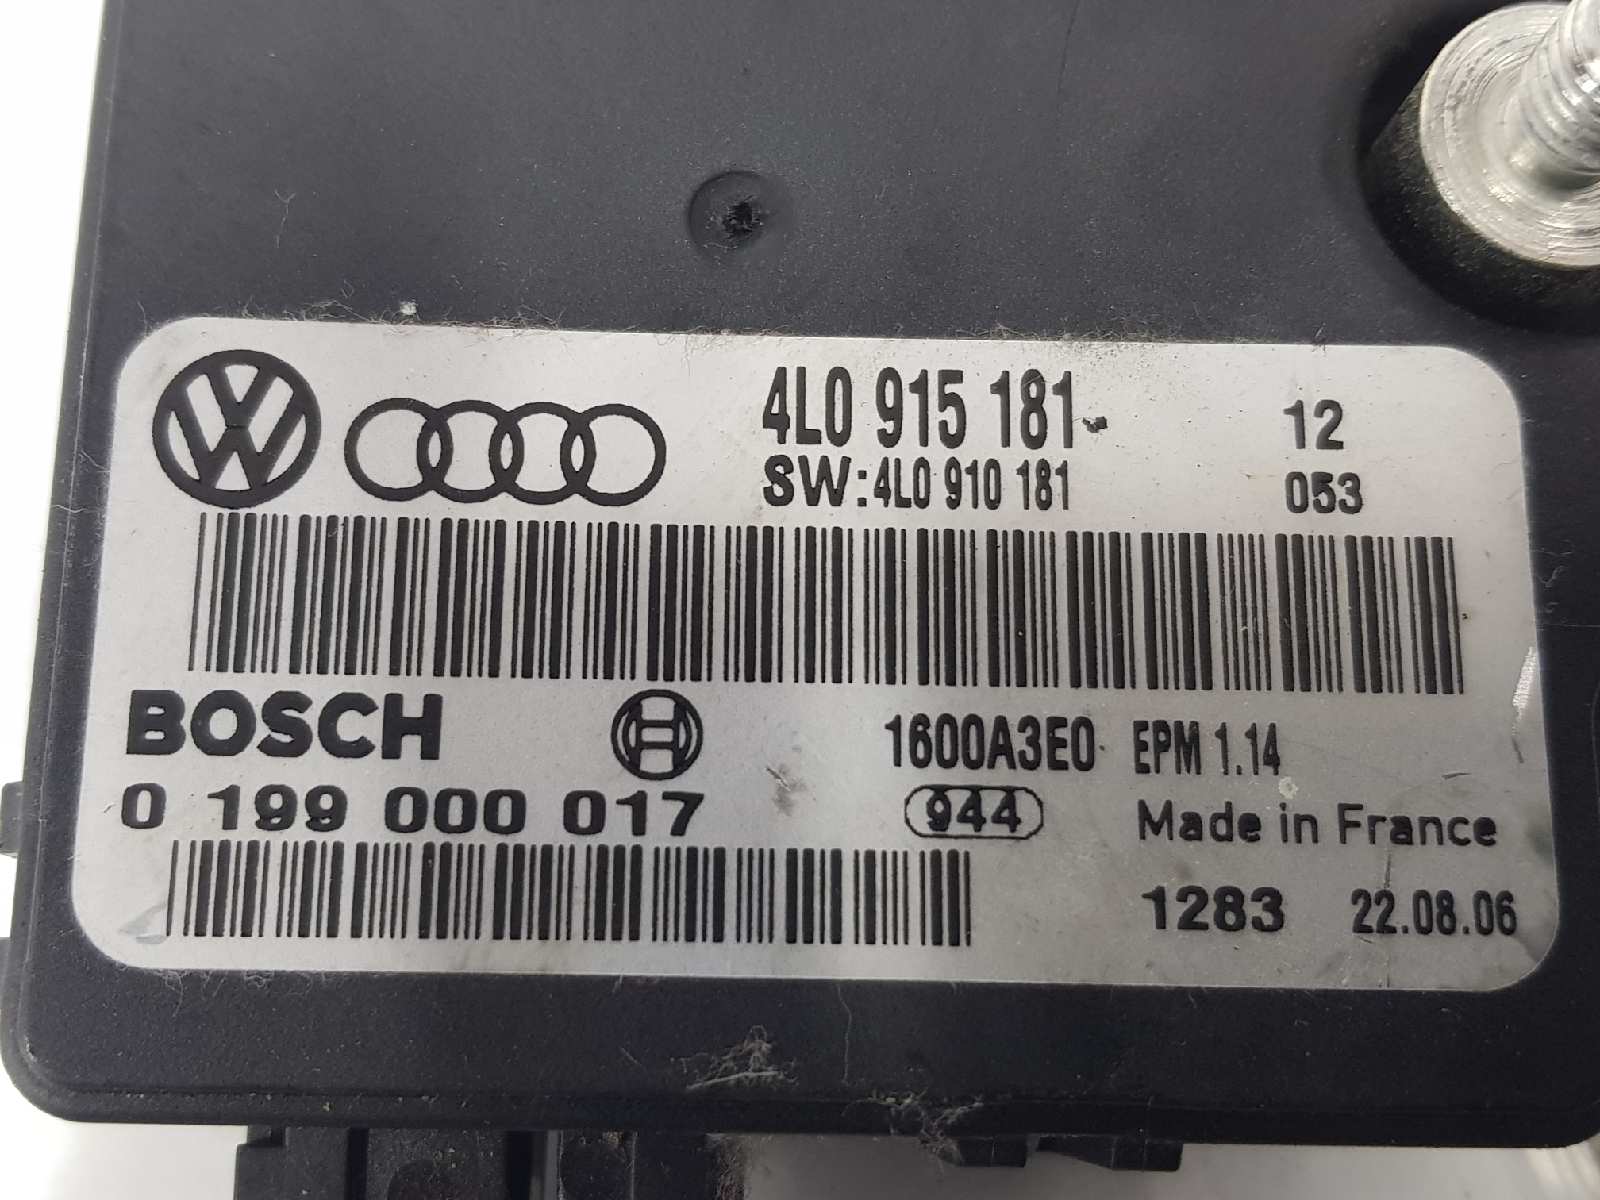 4L0 915 181 12
SW:4L0 910 181 053
BOSCH 1600A3E0 EPM 1.14
0 199 000 017 944 Made in France
1283 22.08.06